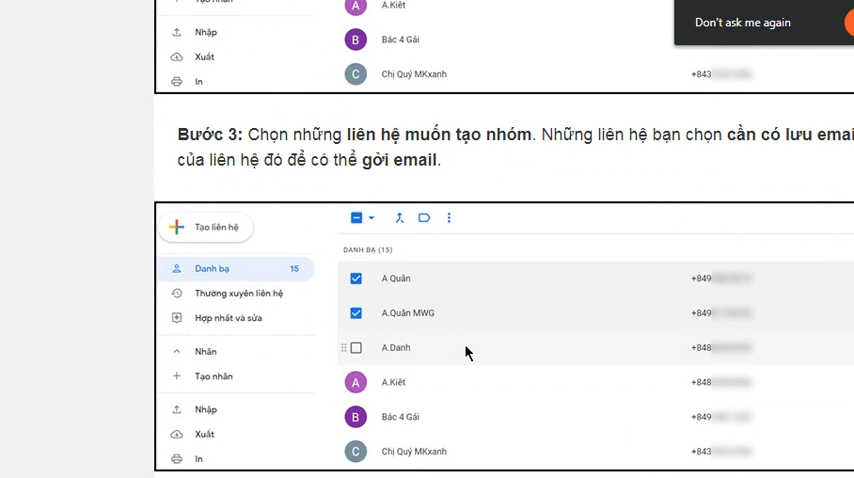 Tạo nhãn
A
A.Kiêt
Don't ask me again
Nhập
B
Bác 4 Gái
Xuất
In
C
Chị Quý MKxanh
+843
Bước 3: Chọn những liên hệ muốn tạo nhóm. Những liên hệ bạn chọn cần có lưu emai
của liên hệ đó để có thể gởi email.
Tạo liên hệ
DANH BẠ (15)
Danh bạ 15
A Quân +849
Thường xuyên liên hệ
A.Quân MWG +849
Hợp nhất và sửa
Nhãn
A.Danh +848
Tạo nhãn
A
A.Kiêt +848
Nhập
B
Bác 4 Gái +849
Xuất
In
C
Chị Quý MKxanh +843